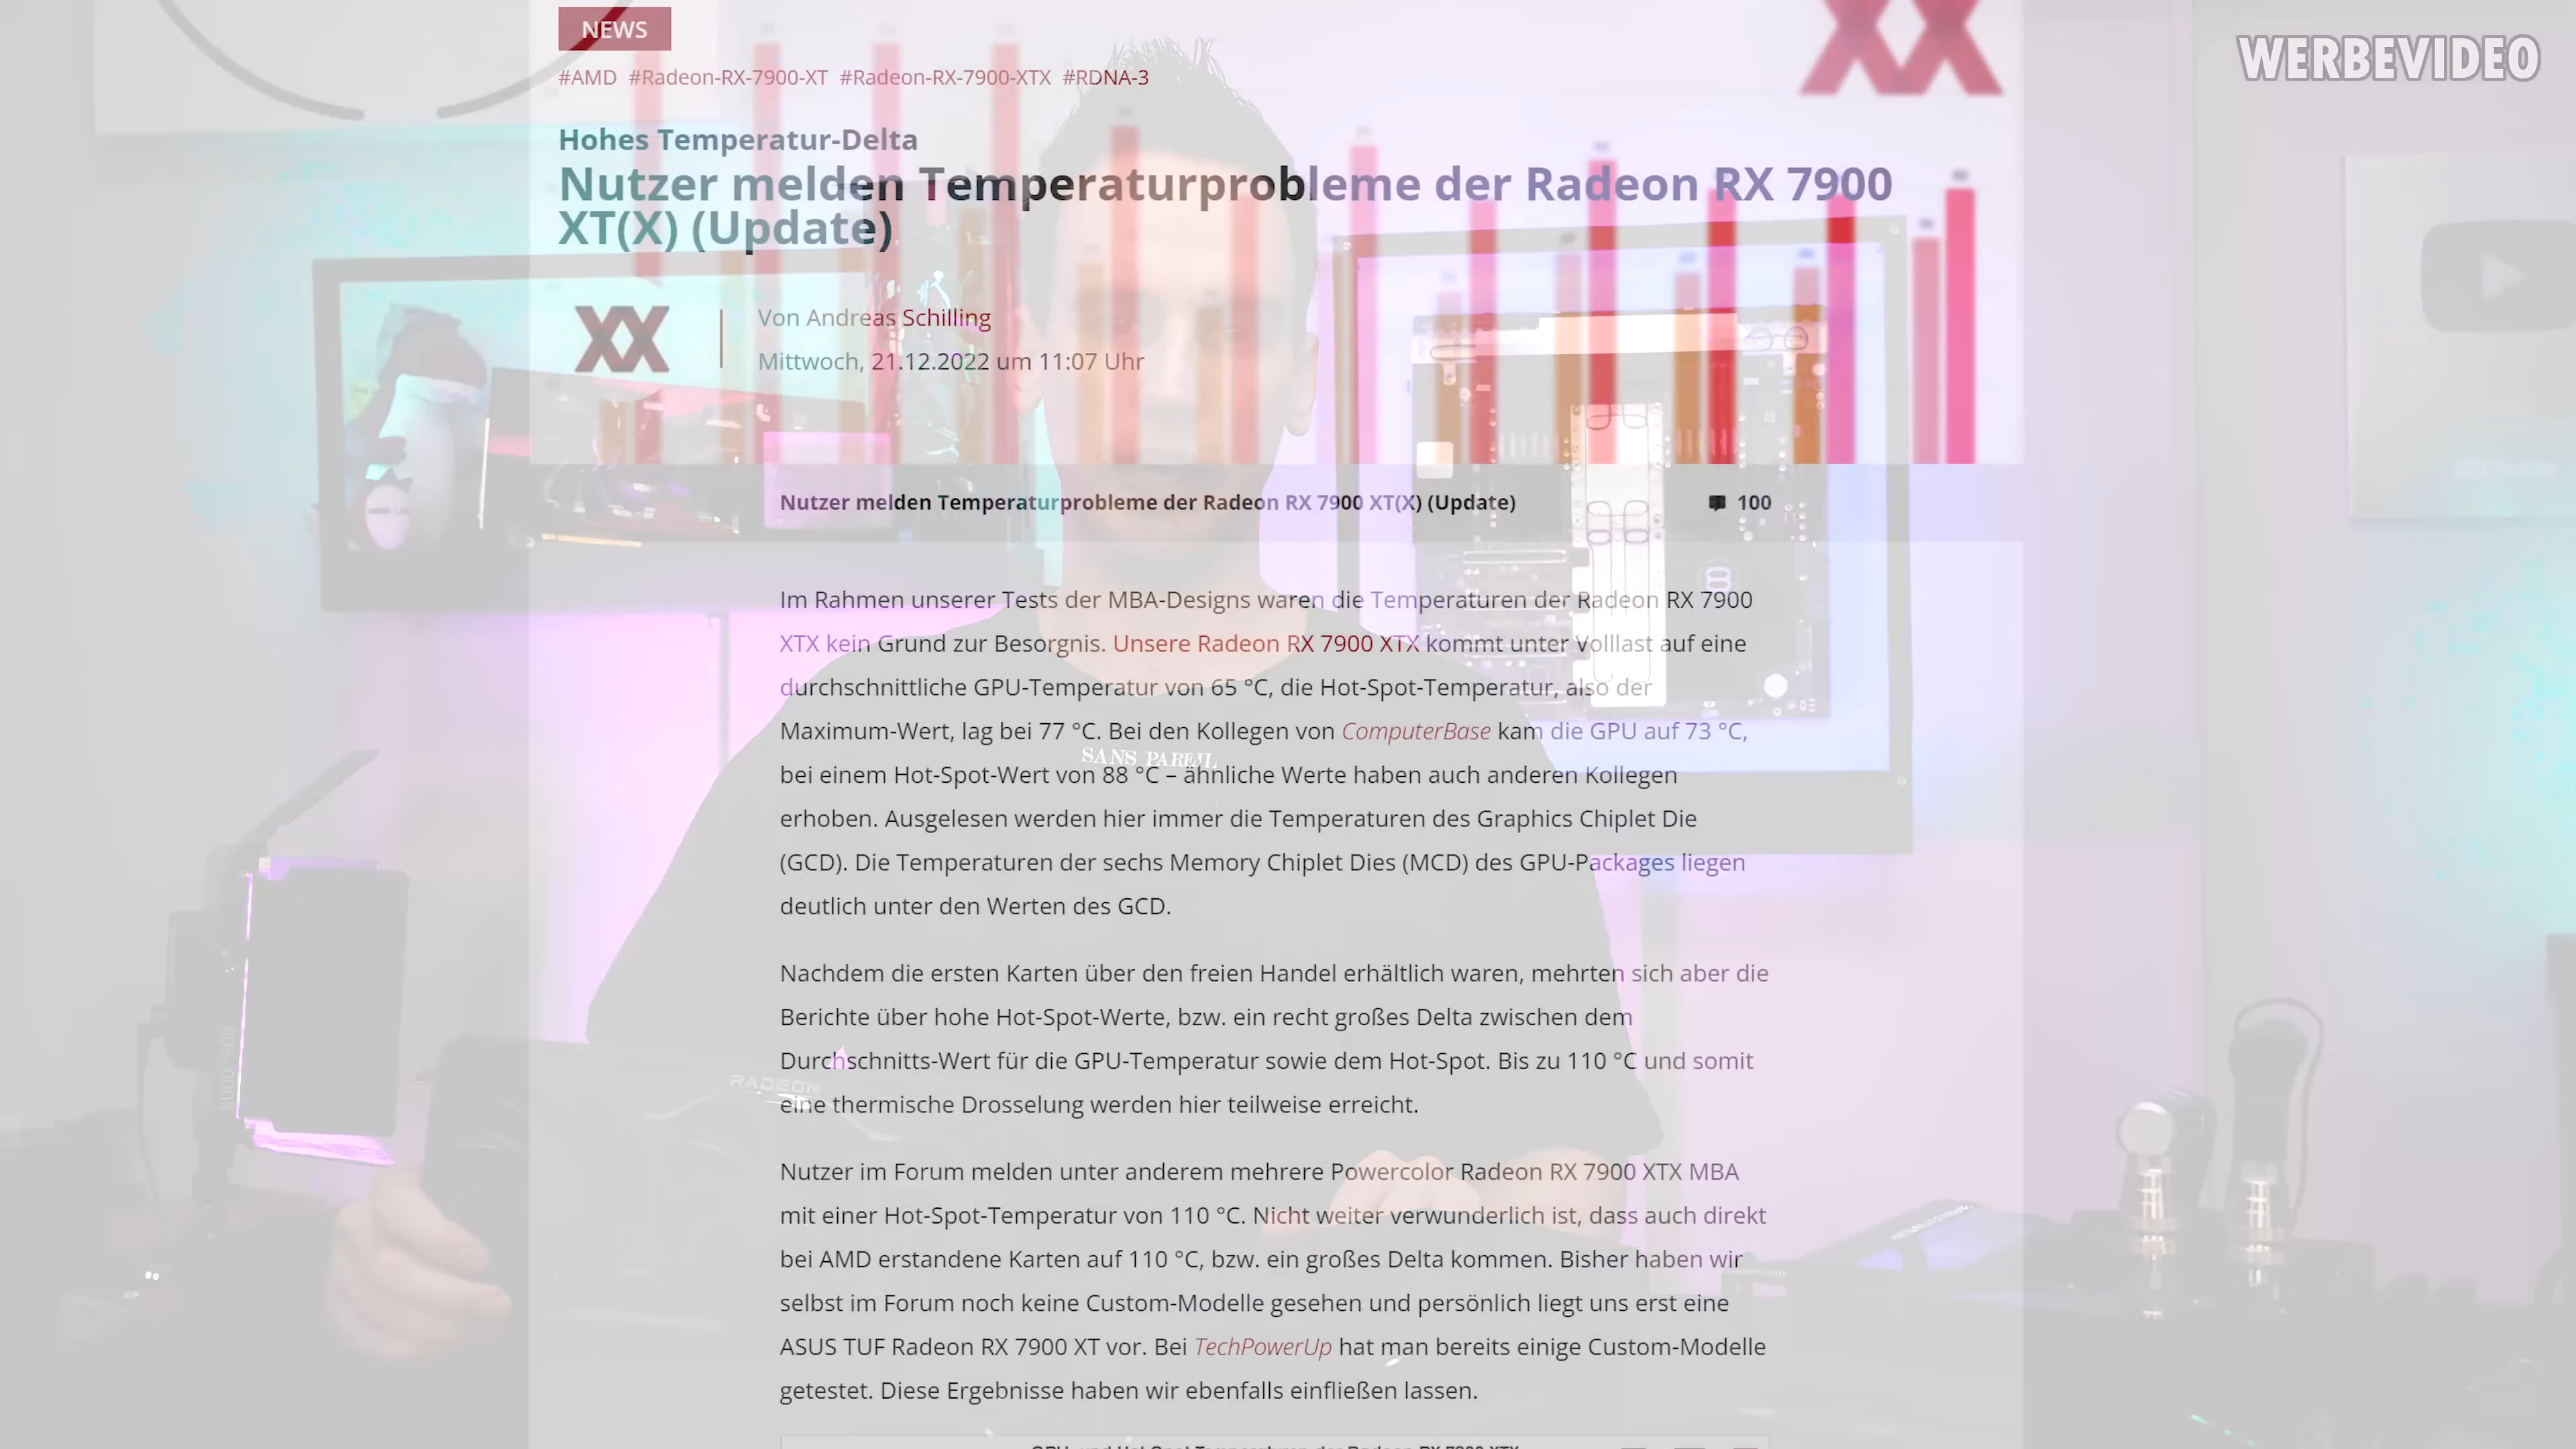 WERBEVIDEO
NEWS
#AMD #Radeon-RX-7900-XT #Radeon-RX-7900-XTX #RDNA-3
Hohes Temperatur-Delta
Nutzer melden Temperaturprobleme der Radeon RX 7900
XT(X) (Update)
Von Andreas Schilling
Mittwoch, 21.12.2022 um 11:07 Uhr
Nutzer melden Temperaturprobleme der Radeon RX 7900 XT(X) (Update) 100
Im Rahmen unserer Tests der MBA-Designs waren die Temperaturen der Radeon RX 7900
XTX kein Grund zur Besorgnis. Unsere Radeon RX 7900 XTX kommt unter Volllast auf eine
durchschnittliche GPU-Temperatur von 65 °C, die Hot-Spot-Temperatur, also der
Maximum-Wert, lag bei 77 °C. Bei den Kollegen von ComputerBase kam die GPU auf 73 °C,
SANS PAREIL
bei einem Hot-Spot-Wert von 88 °C – ähnliche Werte haben auch anderen Kollegen
erhoben. Ausgelesen werden hier immer die Temperaturen des Graphics Chiplet Die
(GCD). Die Temperaturen der sechs Memory Chiplet Dies (MCD) des GPU-Packages liegen
deutlich unter den Werten des GCD.
Nachdem die ersten Karten über den freien Handel erhältlich waren, mehrten sich aber die
Berichte über hohe Hot-Spot-Werte, bzw. ein recht großes Delta zwischen dem
Durchschnitts-Wert für die GPU-Temperatur sowie dem Hot-Spot. Bis zu 110 °C und somit
RADEON
eine thermische Drosselung werden hier teilweise erreicht.
Nutzer im Forum melden unter anderem mehrere Powercolor Radeon RX 7900 XTX MBA
mit einer Hot-Spot-Temperatur von 110 °C. Nicht weiter verwunderlich ist, dass auch direkt
bei AMD erstandene Karten auf 110 °C, bzw. ein großes Delta kommen. Bisher haben wir
selbst im Forum noch keine Custom-Modelle gesehen und persönlich liegt uns erst eine
ASUS TUF Radeon RX 7900 XT vor. Bei TechPowerUp hat man bereits einige Custom-Modelle
getestet. Diese Ergebnisse haben wir ebenfalls einfließen lassen.